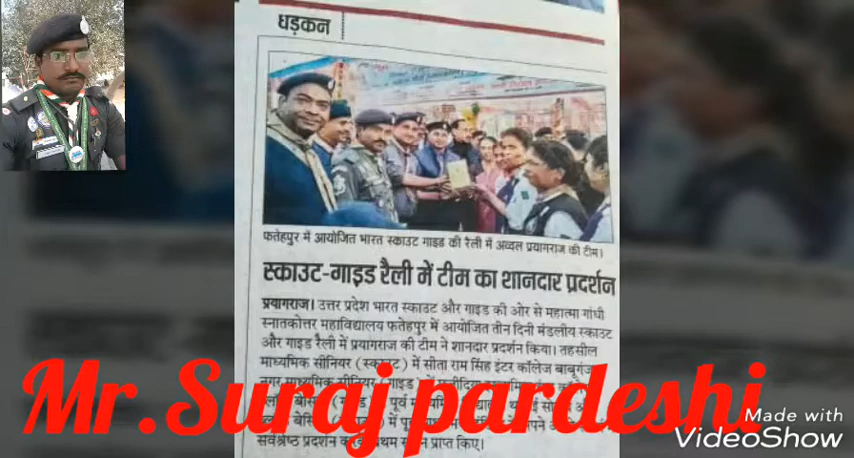 धड़कन
फतेहपुर में आयोजित भारत स्काउट गाइड की रैली में अव्वल प्रयागराज की टीम।
स्काउट-गाइड रैली में टीम का शानदार प्रदर्शन
प्रयागराज। उत्तर प्रदेश भारत स्काउट और गाइड की ओर से महात्मा गांधी
स्नातकोत्तर महाविद्यालय फतेहपुर में आयोजित तीन दिनी मंडलीय स्काउट
और गाइड रैली में प्रयागराज की टीम ने शानदार प्रदर्शन किया। तहसील
माध्यमिक सीनियर (स्काउट) में सीता राम सिंह इंटर कॉलेज बाबूगंज
माध्यमिक सीनियर (गाइड)
पूर्व
में
सर्वश्रेष्ठ प्रदर्शन प्राप्त किए।
Mr.Suraj pardeshi
Made with
VideoShow